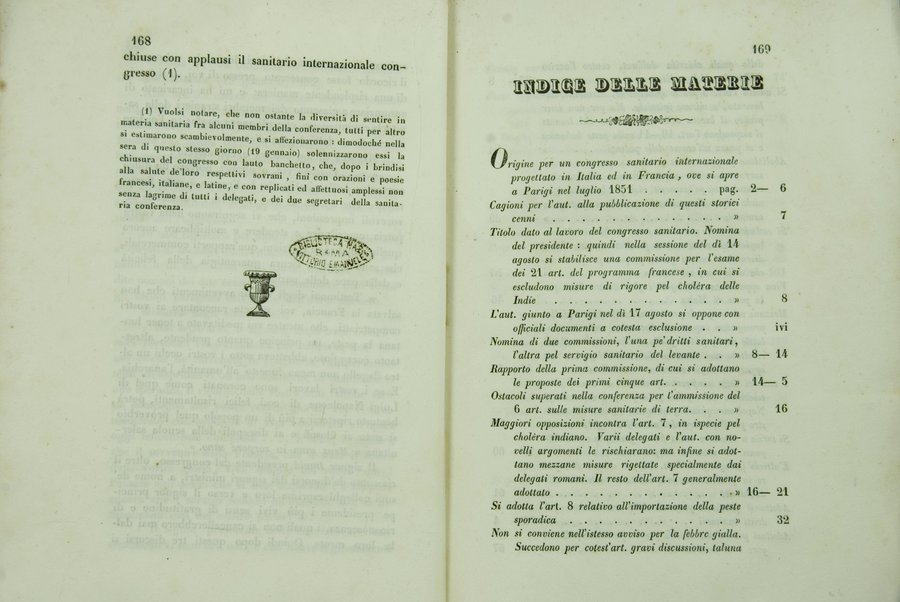 168
chiuse con applausi il sanitario internazionale con-
gresso (1).
(1) Vuolsi notare, che non ostante la diversità di sentire in
materia sanitaria fra alcuni membri della conferenza, tutti per altro
si estimarono scambievolmente, e si affezionarono : dimodochè nella
sera di questo stesso giorno (19 gennaio) solennizzarono essi la
chiusura del congresso con lauto banchetto, che, dopo i brindisi
alla salute de'loro respettivi sovrani, finì con orazioni e poesie
francesi, italiane, e latine, e con replicati ed affettuosi amplessi non
senza lagrime di tutti i delegati, e dei due segretari della sanita-
ria conferenza.
BIBLIOTECA NAZ.
ROMA
VITTORIO EMANUELE
169
INDICE DELLE MATERIE
Origine per un congresso sanitario internazionale
progettato in Italia ed in Francia, ove si apre
a Parigi nel luglio 1851 . . . . . pag. 2— 6
Cagioni per l'aut. alla pubblicazione di questi storici
cenni . . . . . . . . . . . . » 7
Titolo dato al lavoro del congresso sanitario. Nomina
del presidente : quindi nella sessione del dì 14
agosto si stabilisce una commissione per l'esame
dei 21 art. del programma francese, in cui si
escludono misure di rigore pel choléra delle
Indie . . . . . . . . . . . » 8
L'aut. giunto a Parigi nel dì 17 agosto si oppone con
officiali documenti a cotesta esclusione . . » ivi
Nomina di due commissioni, l'una pe'dritti sanitari,
l'altra pel servigio sanitario del levante . . » 8— 14
Rapporto della prima commissione, di cui si adottano
le proposte dei primi cinque art. . . . . » 14— 5
Ostacoli superati nella conferenza per l'ammissione del
6 art. sulle misure sanitarie di terra. . . » 16
Maggiori opposizioni incontra l'art. 7, in ispecie pel
choléra indiano. Varii delegati e l'aut. con no-
velli argomenti le rischiarano: ma infine si adot-
tano mezzane misure rigettate specialmente dai
delegati romani. Il resto dell'art. 7 generalmente
adottato . . . . . . . . . . . » 16— 21
Si adotta l'art. 8 relativo all'importazione della peste
sporadica . . . . . . . . . . » 32
Non si conviene nell'istesso avviso per la febbre gialla.
Succedono per cotest'art. gravi discussioni, taluna